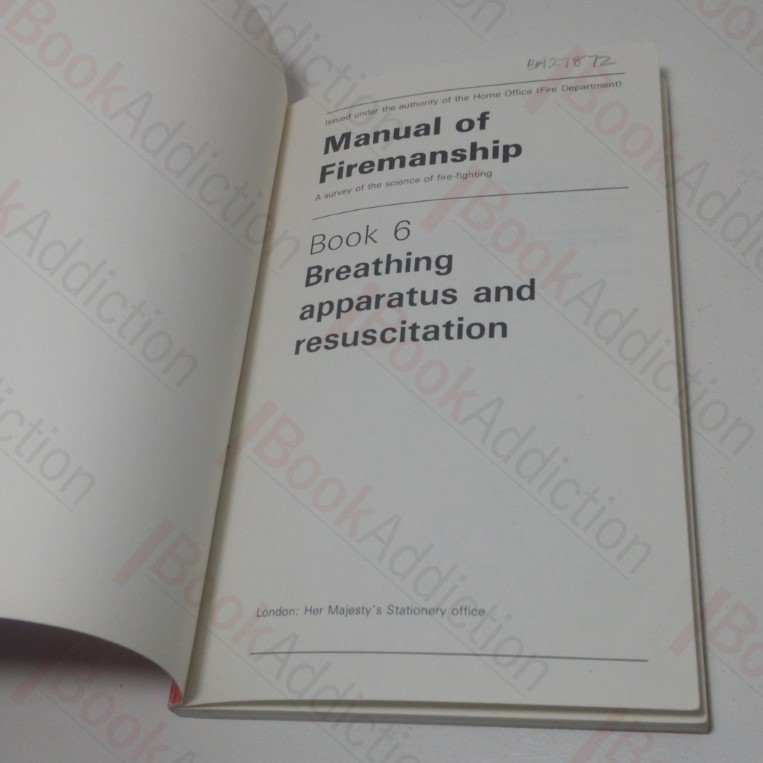 Issued under the authority of the Home Office (Fire Department)
Manual of
Firemanship
A survey of the science of fire-fighting
Book 6
Breathing
apparatus and
resuscitation
London: Her Majesty's Stationery office
BookAddiction